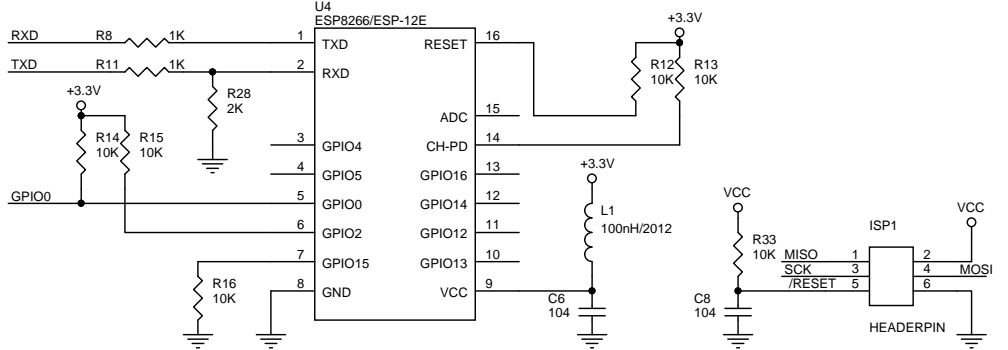 U4
ESP8266/ESP-12E
RXD R8 1K 1 TXD RESET 16 +3.3V
TXD R11 1K 2 RXD R12 10K R13 10K
+3.3V R28 2K
ADC 15
R14 10K R15 10K 3 GPIO4 CH-PD 14
4 GPIO5 GPIO16 13 +3.3V
GPIO0 5 GPIO0 GPIO14 12 L1 VCC VCC
100nH/2012 ISP1
6 GPIO2 GPIO12 11 R33 10K
7 GPIO15 GPIO13 10 MISO 1 2
R16 10K SCK 3 4 MOSI
8 GND VCC 9 /RESET 5 6
C6 104 C8 104
HEADERPIN